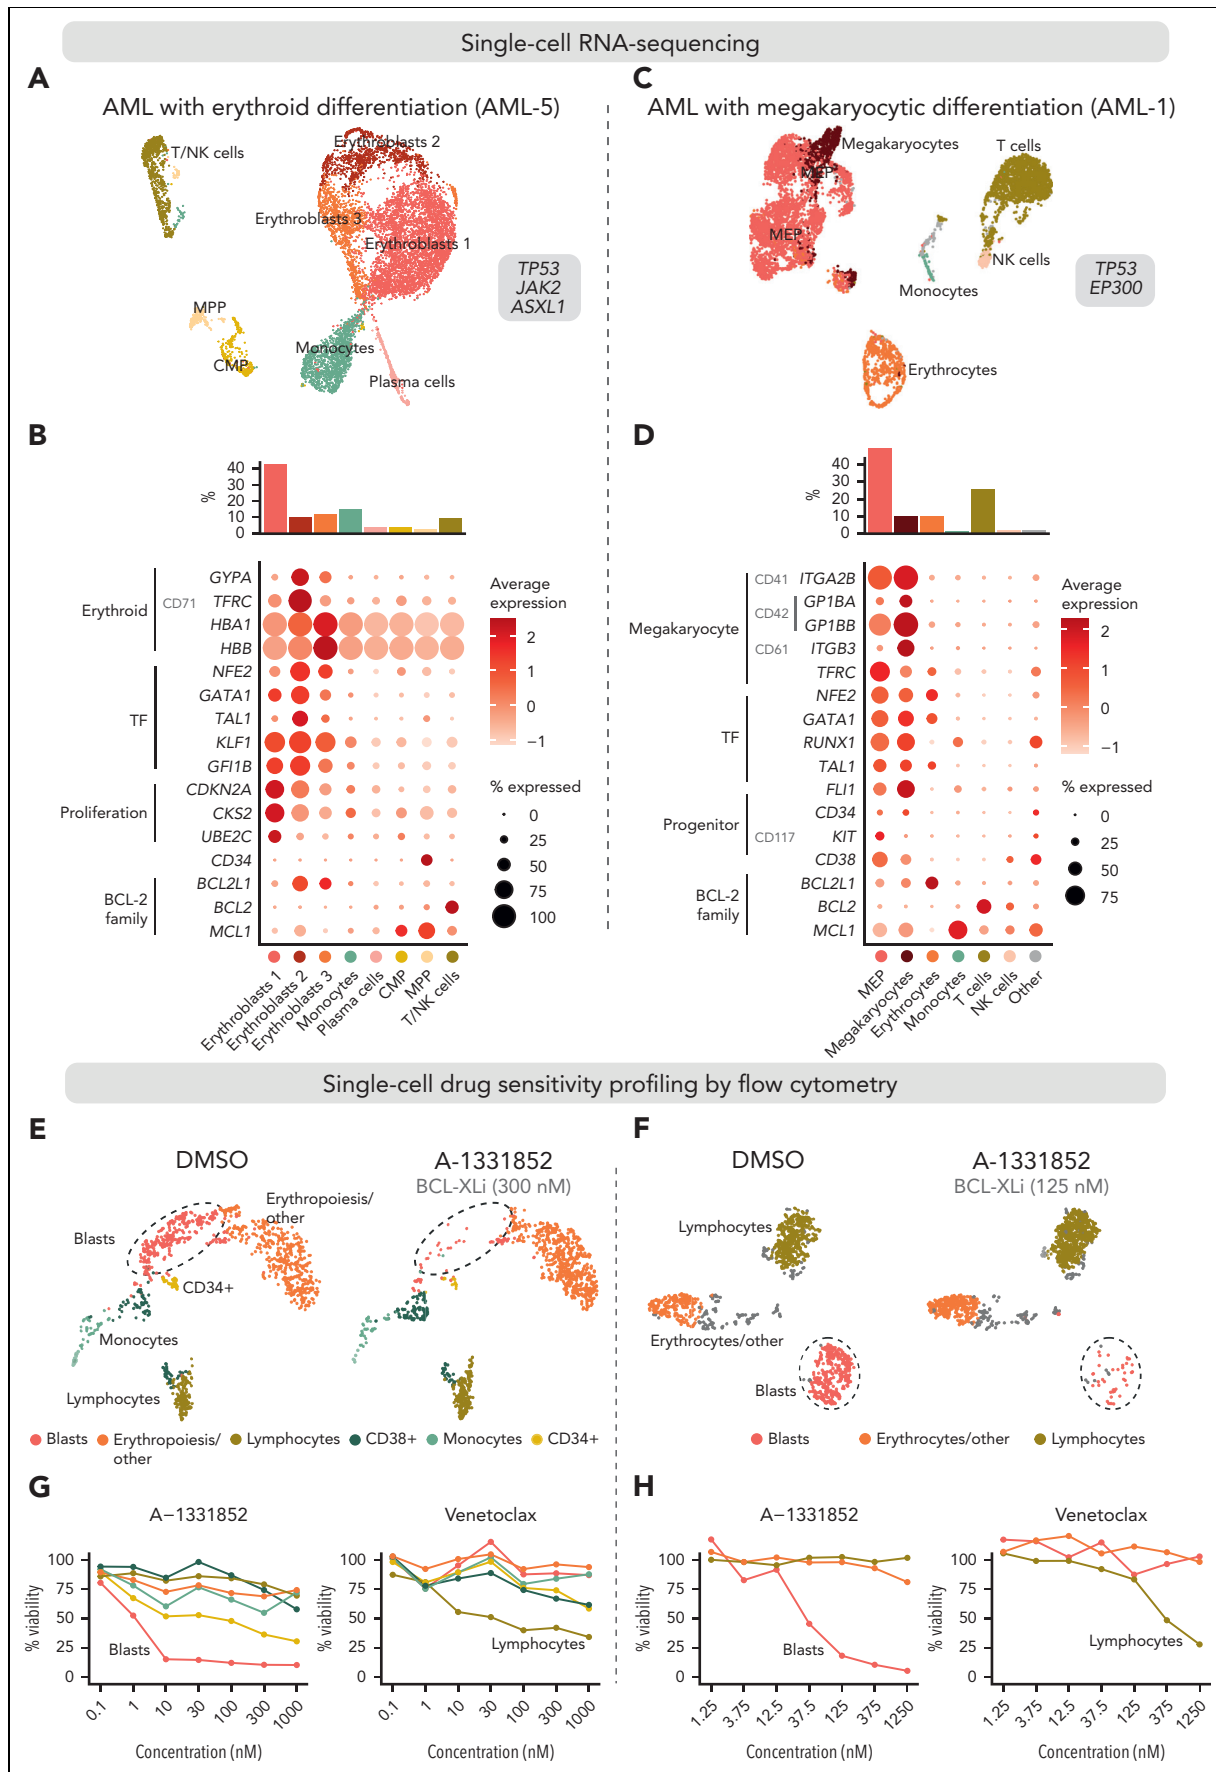 Single-cell RNA-sequencing
A
AML with erythroid differentiation (AML-5)
T/NK cells
Erythroblasts 2
Erythroblasts 3
Erythroblasts 1
TP53
JAK2
ASXL1
MPP
CMP
Monocytes
Plasma cells
C
AML with megakaryocytic differentiation (AML-1)
Megakaryocytes
MEP
MEP
T cells
NK cells
Monocytes
TP53
EP300
Erythrocytes
B
%
40
30
20
10
0
Erythroid
CD71
TF
Proliferation
BCL-2
family
GYPA
TFRC
HBA1
HBB
NFE2
GATA1
TAL1
KLF1
GFI1B
CDKN2A
CKS2
UBE2C
CD34
BCL2L1
BCL2
MCL1
Average
expression
2
1
0
−1
% expressed
0
25
50
75
100
Erythroblasts 1
Erythroblasts 2
Erythroblasts 3
Monocytes
Plasma cells
CMP
MPP
T/NK cells
D
%
40
30
20
10
0
Megakaryocyte
CD41
CD42
CD61
TF
Progenitor
CD117
BCL-2
family
ITGA2B
GP1BA
GP1BB
ITGB3
TFRC
NFE2
GATA1
RUNX1
TAL1
FLI1
CD34
KIT
CD38
BCL2L1
BCL2
MCL1
Average
expression
2
1
0
−1
% expressed
0
25
50
75
MEP
Megakaryocytes
Erythrocytes
Monocytes
T cells
NK cells
Other
Single-cell drug sensitivity profiling by flow cytometry
E
DMSO
A-1331852
BCL-XLi (300 nM)
Erythropoiesis/
other
Blasts
CD34+
Monocytes
Lymphocytes
Blasts
Erythropoiesis/
other
Lymphocytes
CD38+
Monocytes
CD34+
F
DMSO
A-1331852
BCL-XLi (125 nM)
Lymphocytes
Erythrocytes/other
Blasts
Blasts
Erythrocytes/other
Lymphocytes
G
A−1331852
% viability
100
75
50
25
0
Blasts
0.1
1
10
30
100
300
1000
Concentration (nM)
Venetoclax
% viability
100
75
50
25
0
Lymphocytes
0.1
1
10
30
100
300
1000
Concentration (nM)
H
A−1331852
% viability
100
75
50
25
0
Blasts
1.25
3.75
12.5
37.5
125
375
1250
Concentration (nM)
Venetoclax
% viability
100
75
50
25
0
Lymphocytes
1.25
3.75
12.5
37.5
125
375
1250
Concentration (nM)